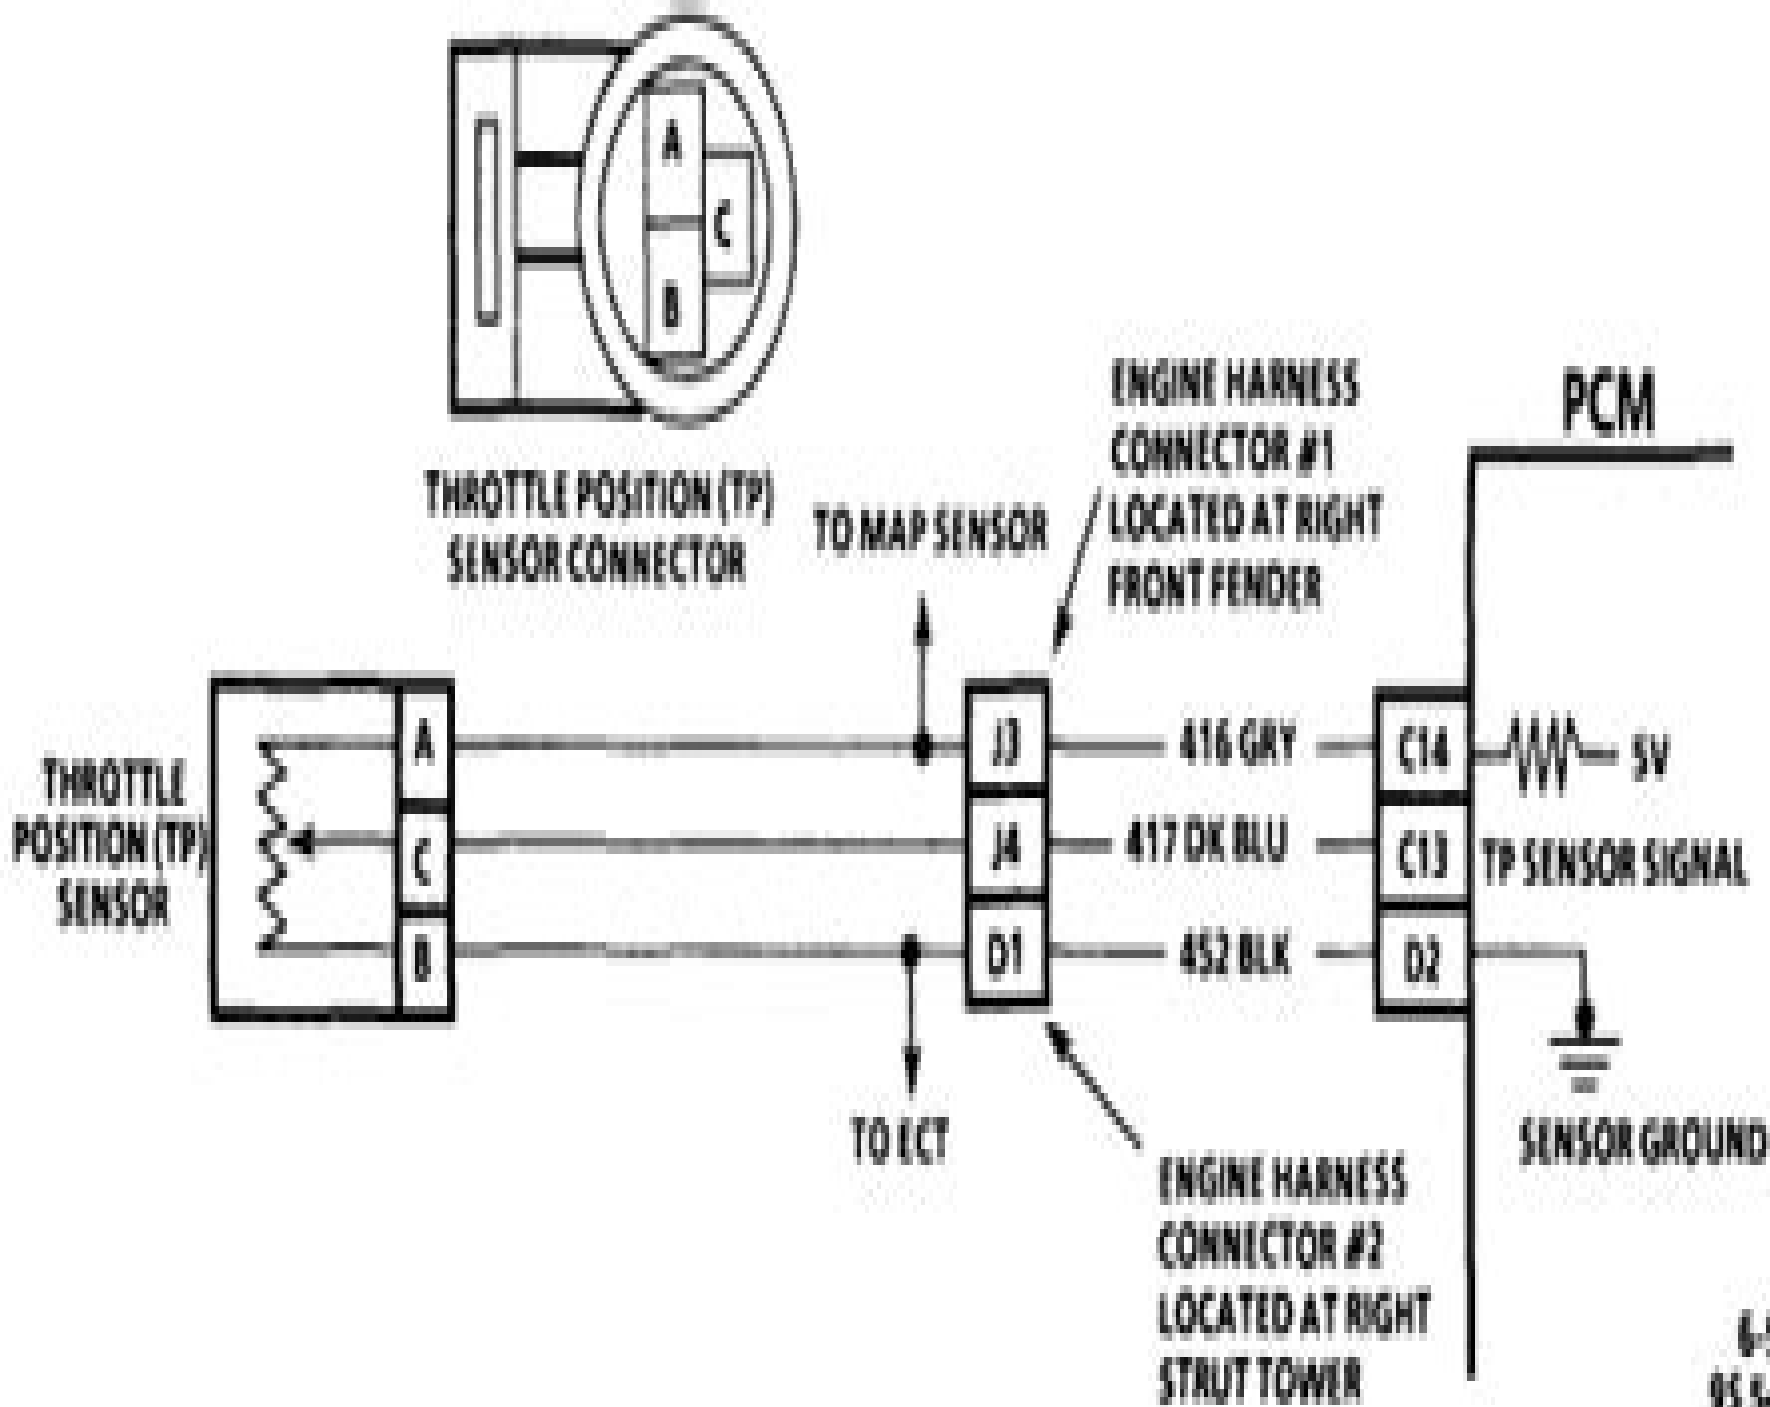 A
C
B
THROTTLE POSITION (TP)
SENSOR CONNECTOR
TO MAP SENSOR
ENGINE HARNESS
CONNECTOR #1
LOCATED AT RIGHT
FRONT FENDER
PCM
THROTTLE
POSITION (TP)
SENSOR
A
C
B
J3
J4
D1
416 GRY
417 DK BLU
452 BLK
C14
C13
D2
5V
TP SENSOR SIGNAL
SENSOR GROUND
TO ECT
ENGINE HARNESS
CONNECTOR #2
LOCATED AT RIGHT
STRUT TOWER